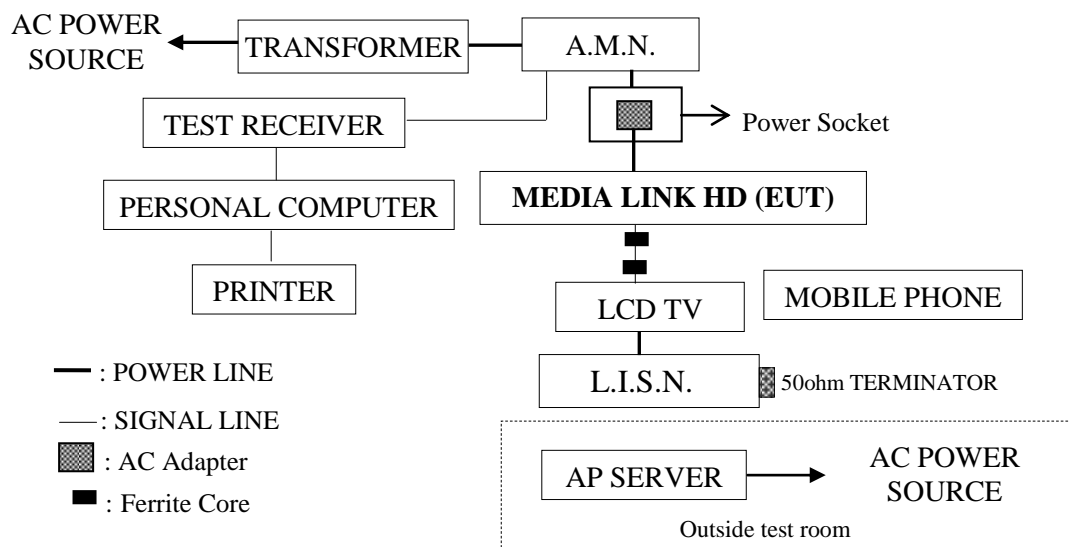 AC POWER
SOURCE
TRANSFORMER
A.M.N.
TEST RECEIVER
Power Socket
PERSONAL COMPUTER
MEDIA LINK HD (EUT)
PRINTER
LCD TV
MOBILE PHONE
L.I.S.N.
50ohm TERMINATOR
: POWER LINE
: SIGNAL LINE
: AC Adapter
: Ferrite Core
AP SERVER
AC POWER
SOURCE
Outside test room